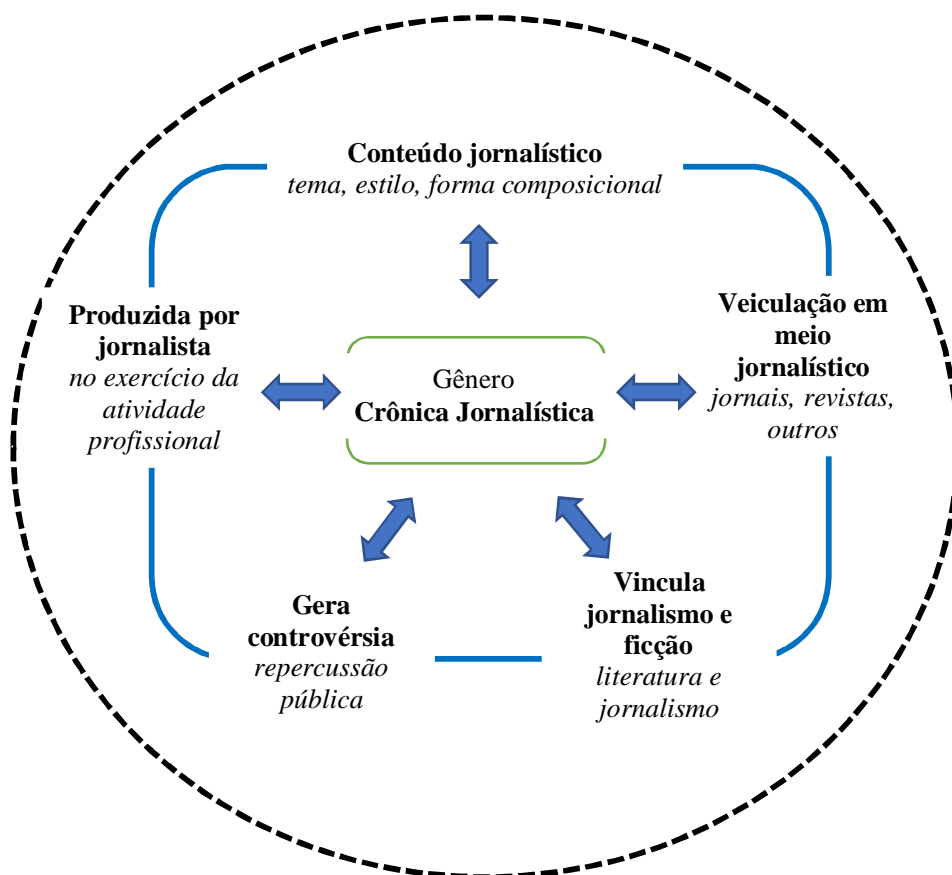 Conteúdo jornalístico
tema, estilo, forma composicional
Produzida por
jornalista
no exercício da
atividade
profissional
Gênero
Crônica Jornalística
Veiculação em
meio
jornalístico
jornais, revistas,
outros
Gera
controvérsia
repercussão
pública
Vincula
jornalismo e
ficção
literatura e
jornalismo